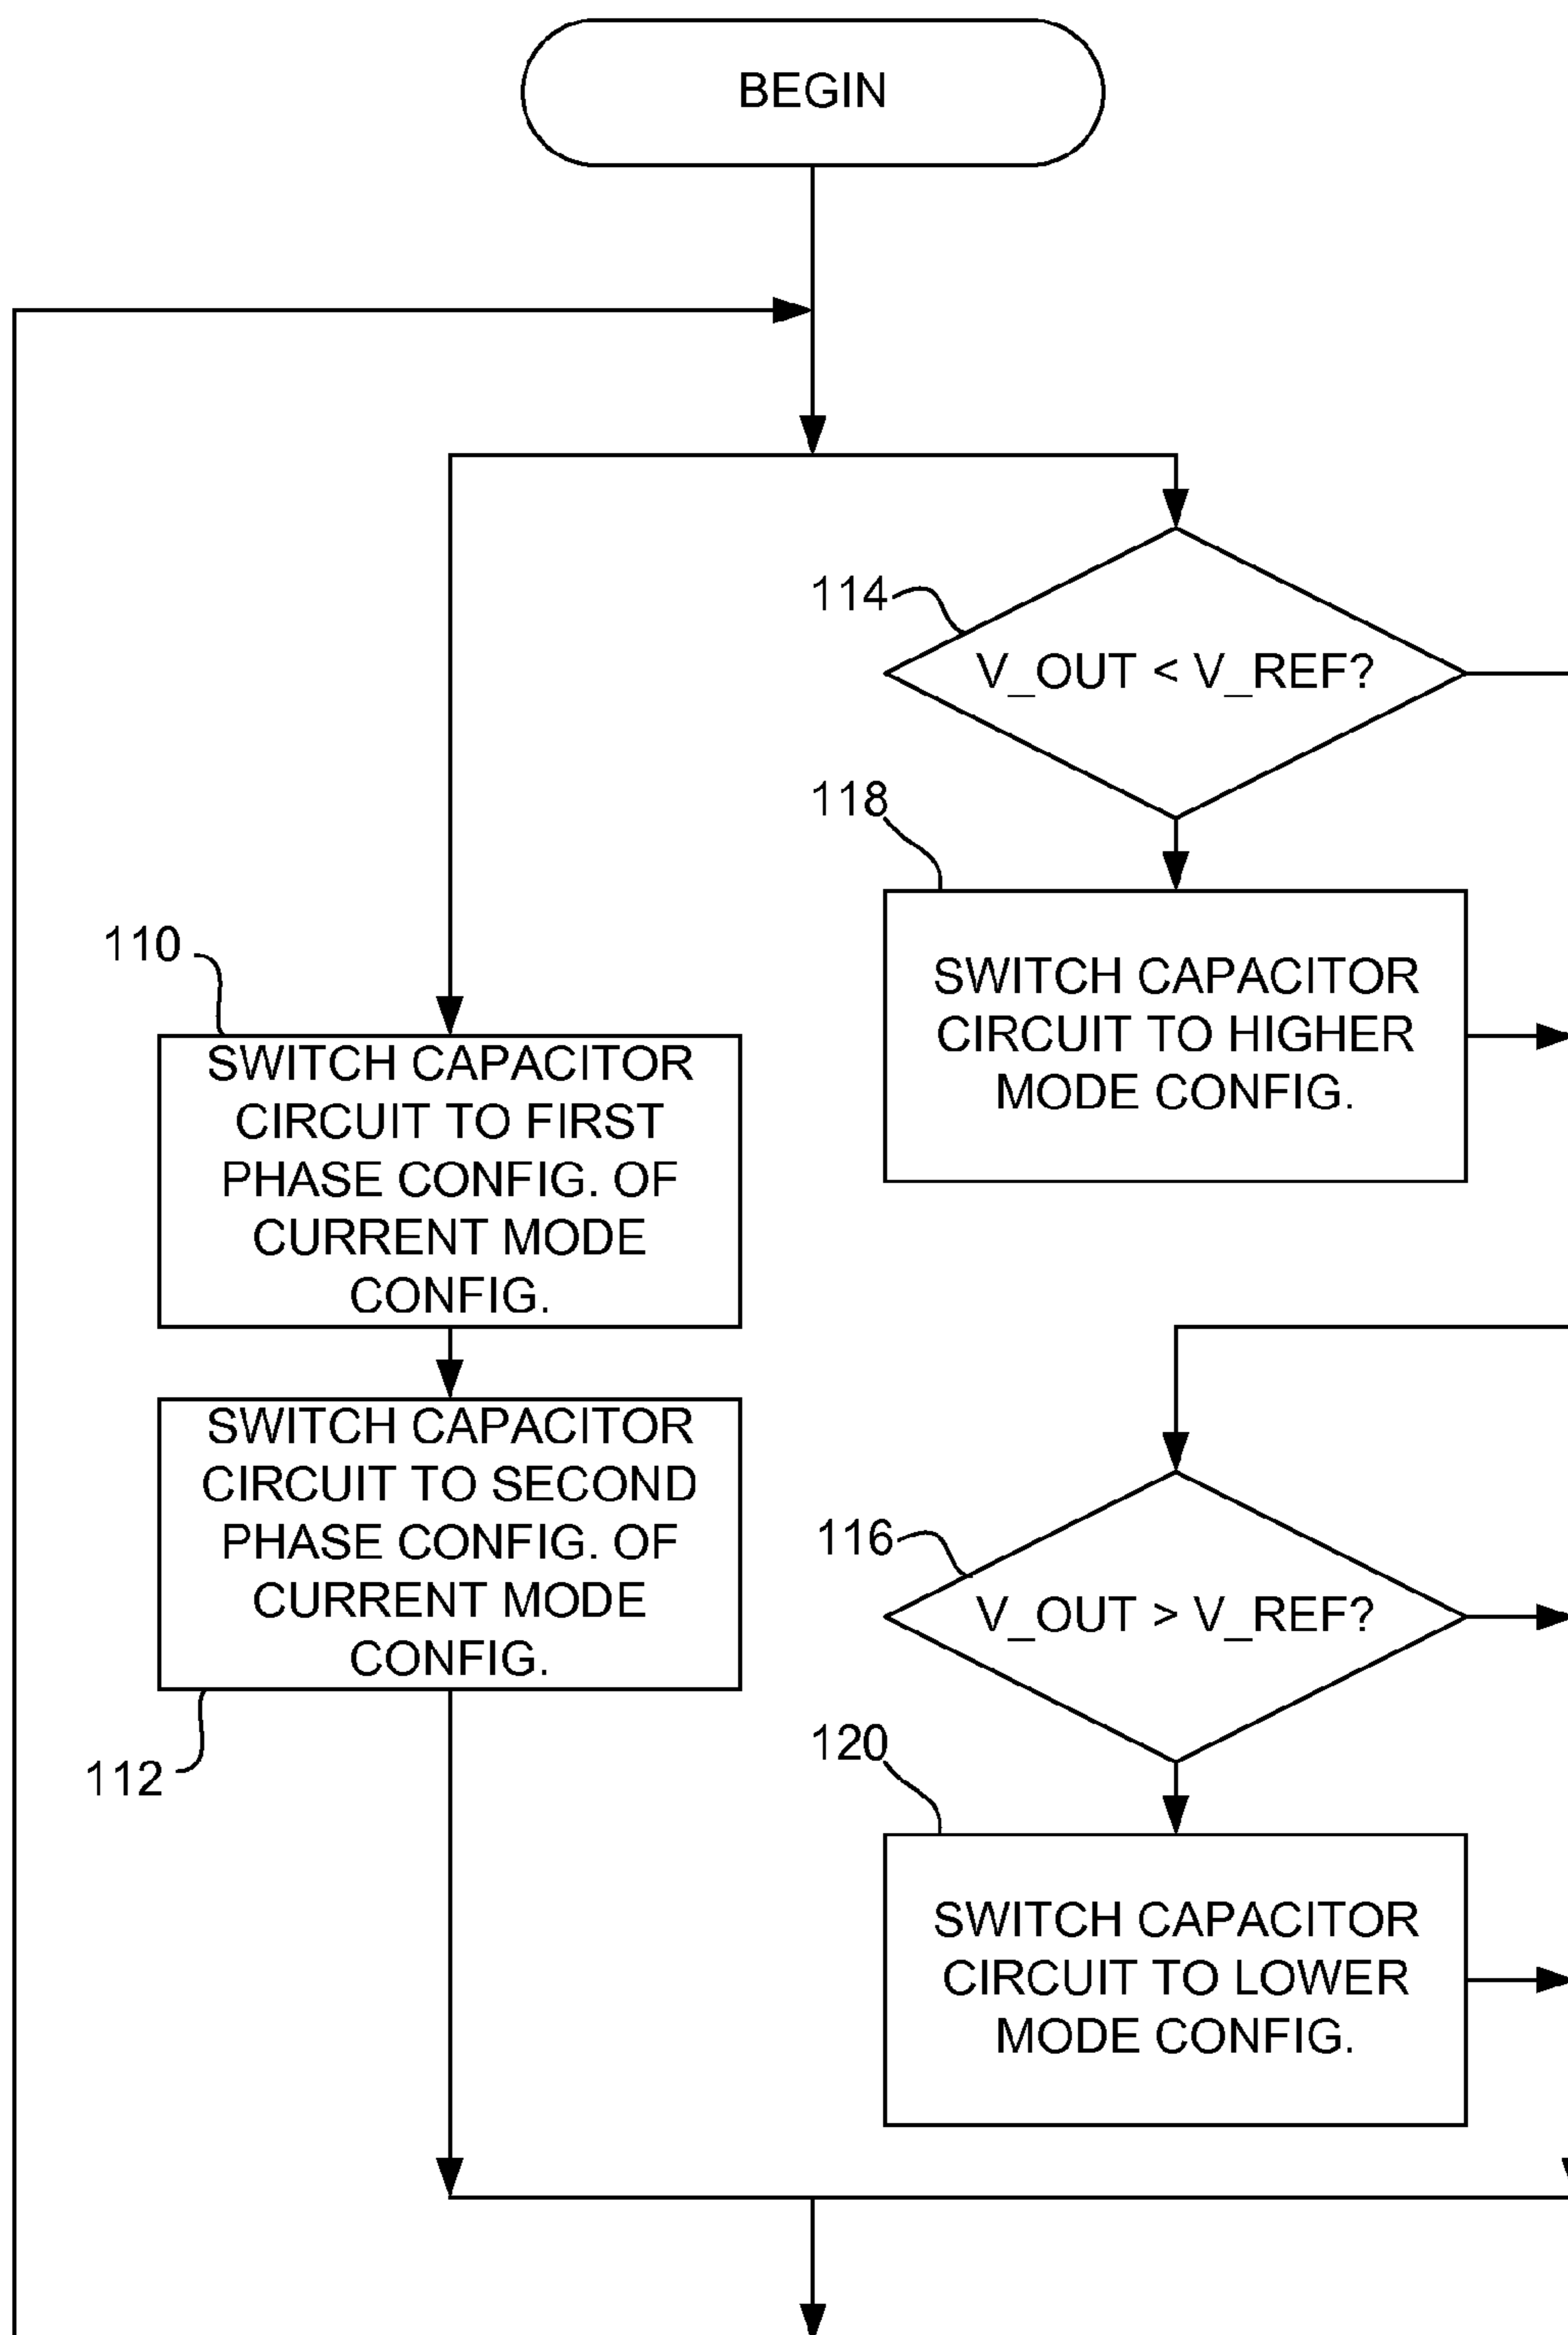 BEGIN
114
V_OUT < V_REF?
118
SWITCH CAPACITOR
CIRCUIT TO HIGHER
MODE CONFIG.
110
SWITCH CAPACITOR
CIRCUIT TO FIRST
PHASE CONFIG. OF
CURRENT MODE
CONFIG.
SWITCH CAPACITOR
CIRCUIT TO SECOND
PHASE CONFIG. OF
CURRENT MODE
CONFIG.
112
116
V_OUT > V_REF?
120
SWITCH CAPACITOR
CIRCUIT TO LOWER
MODE CONFIG.